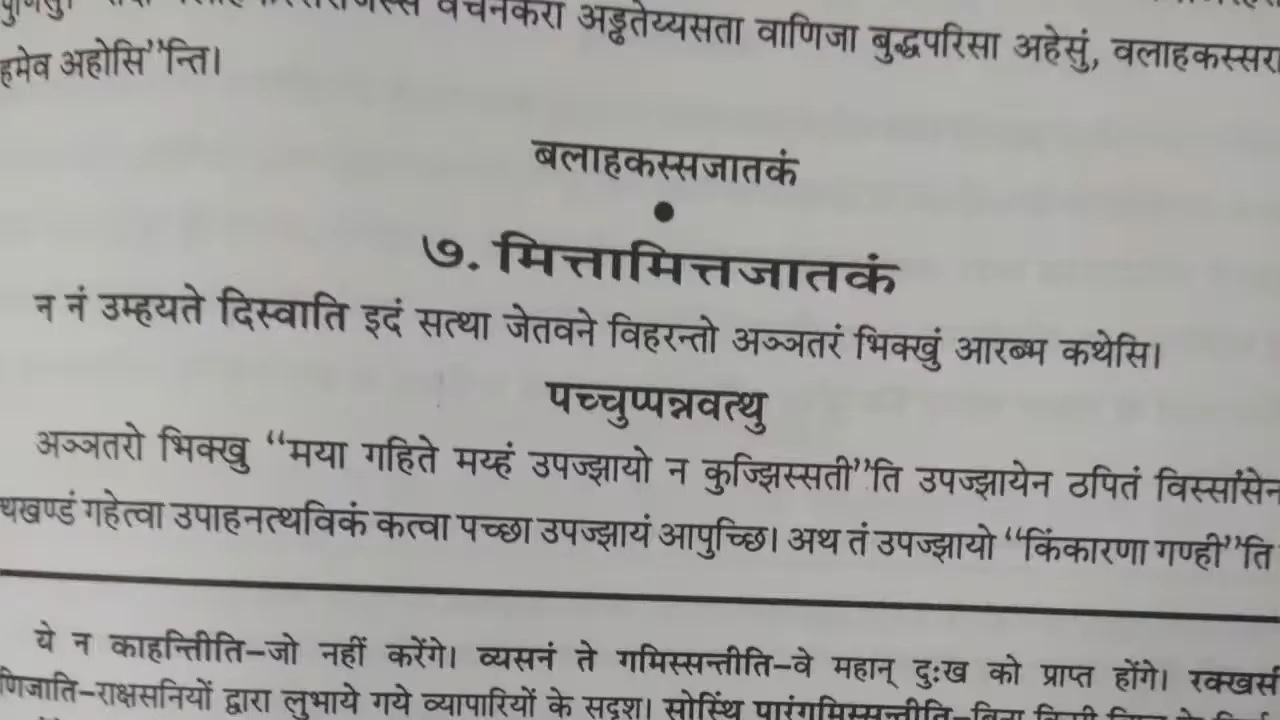 वचनकरा अड्ढतेय्यसता वाणिजा बुद्धपरिसा अहेसुं, वलाहकस्सरा
हमेव अहोसि”न्ति।
बलाहकस्सजातकं
७. मित्तामित्तजातकं
न नं उम्हयते दिस्वाति इदं सत्था जेतवने विहरन्तो अञ्ञतरं भिक्खुं आरब्भ कथेसि।
पच्चुप्पन्नवत्थु
अञ्ञतरो भिक्खु “मया गहिते मय्हं उपज्झायो न कुज्झिस्सती”ति उपज्झायेन ठपितं विस्सांसेन
थखण्डं गहेत्वा उपाहनत्थविकं कत्वा पच्छा उपज्झायं आपुच्छि। अथ तं उपज्झायो “किंकारणा गण्ही”ति
ये न काहन्तिीति–जो नहीं करेंगे। व्यसनं ते गमिस्सन्तीति–वे महान् दुःख को प्राप्त होंगे। रक्खसी
णिजाति–राक्षसनियों द्वारा लुभाये गये व्यापारियों के सदृश। सोत्थिं पारंगमिस्सन्तीति–बिना